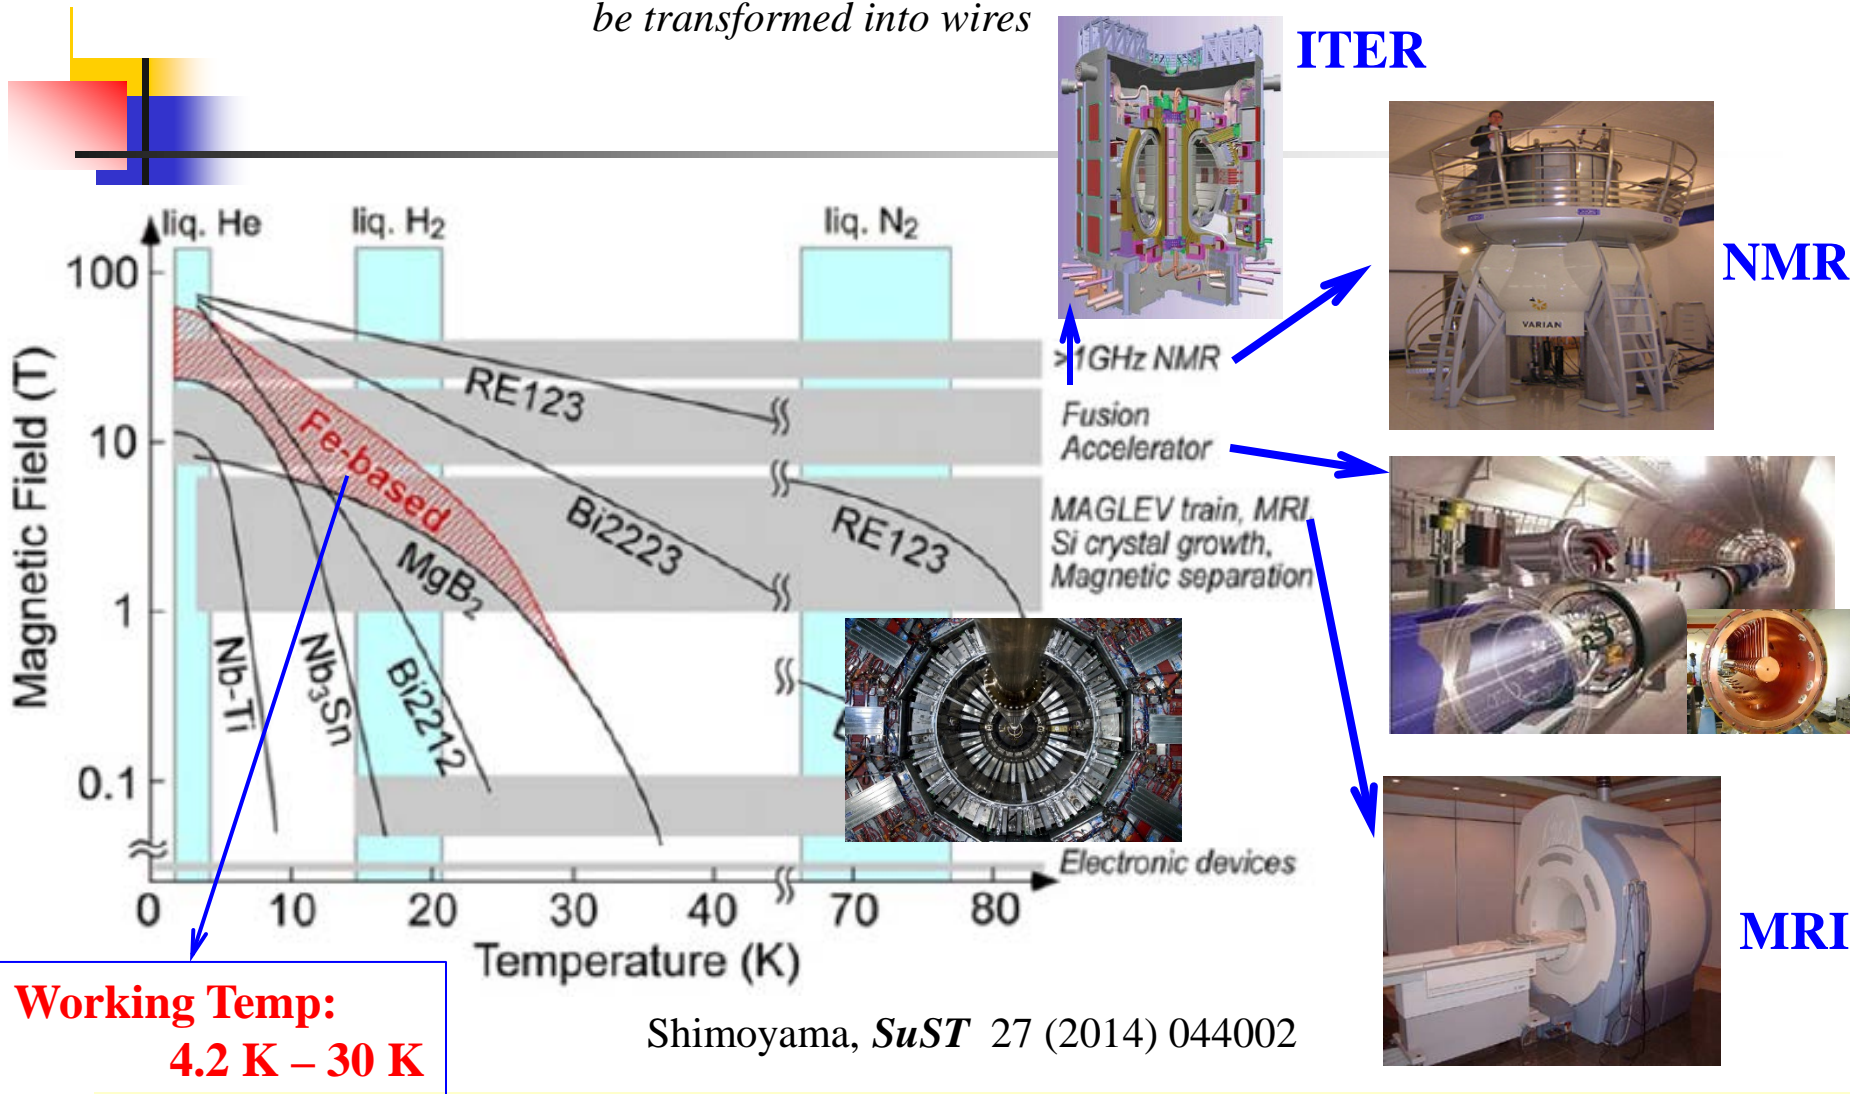 be transformed into wires
ITER
NMR
liq. He
liq. H2
liq. N2
100
10
1
0.1
Magnetic Field (T)
RE123
Fe-based
Bi2223
RE123
MgB2
Nb-Ti
Nb3Sn
Bi2212
>1GHz NMR
Fusion
Accelerator
MAGLEV train, MRI,
Si crystal growth,
Magnetic separation
Electronic devices
VARIAN
0 10 20 30 40 70 80
Temperature (K)
MRI
Working Temp:
4.2 K – 30 K
Shimoyama, SuST 27 (2014) 044002